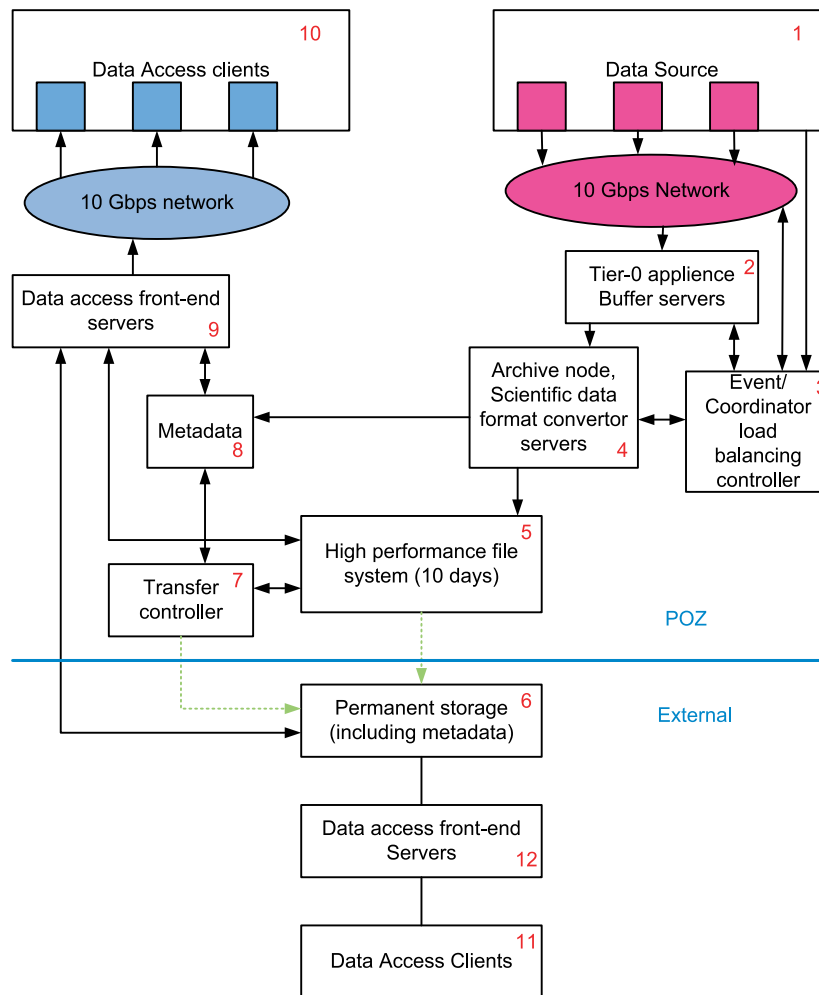 10
Data Access clients
1
Data Source
10 Gbps network
10 Gbps Network
Tier-0 applience
Buffer servers
2
Data access front-end
servers
9
Archive node,
Scientific data
format convertor
servers
4
Event/
Coordinator
load
balancing
controller
3
Metadata
8
High performance file
system (10 days)
5
Transfer
controller
7
POZ
External
Permanent storage
(including metadata)
6
Data access front-end
Servers
12
Data Access Clients
11